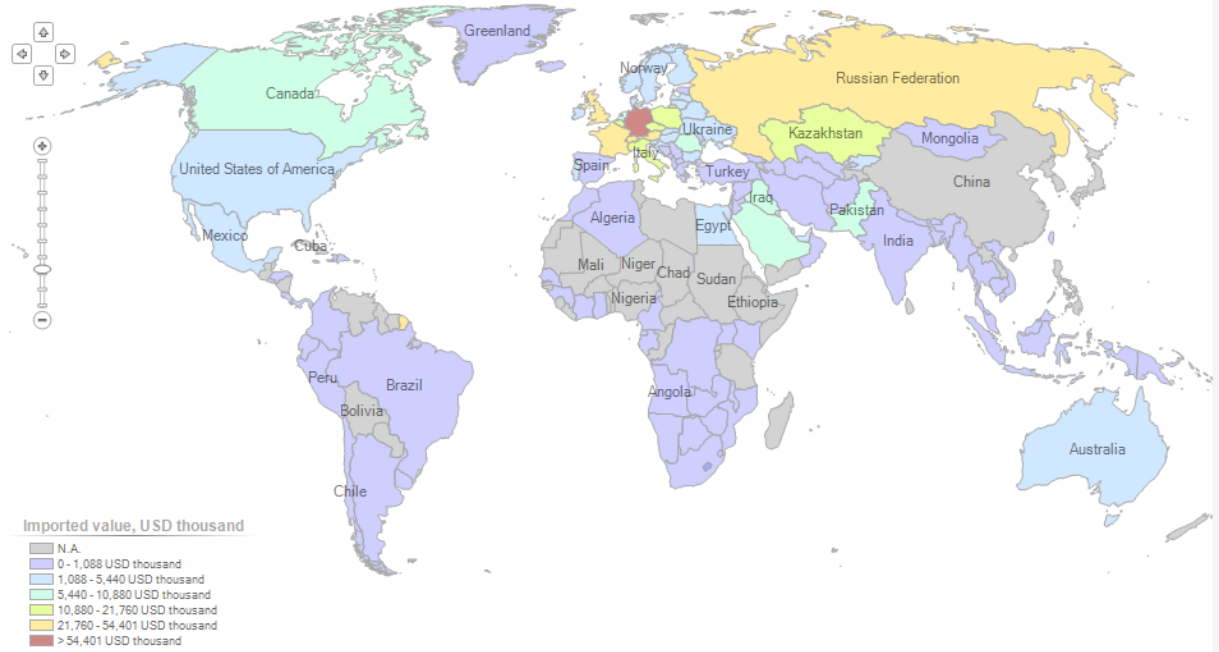 Greenland
Norway
Russian Federation
Canada
Ukraine
Kazakhstan
Mongolia
Italy
United States of America
Spain
Turkey
China
Iraq
Pakistan
Algeria
Egypt
Mexico
India
Cuba
Mali
Niger
Chad
Sudan
Nigeria
Ethiopia
Peru
Brazil
Angola
Bolivia
Australia
Chile
Imported value, USD thousand
N.A.
0 - 1,088 USD thousand
1,088 - 5,440 USD thousand
5,440 - 10,880 USD thousand
10,880 - 21,760 USD thousand
21,760 - 54,401 USD thousand
> 54,401 USD thousand